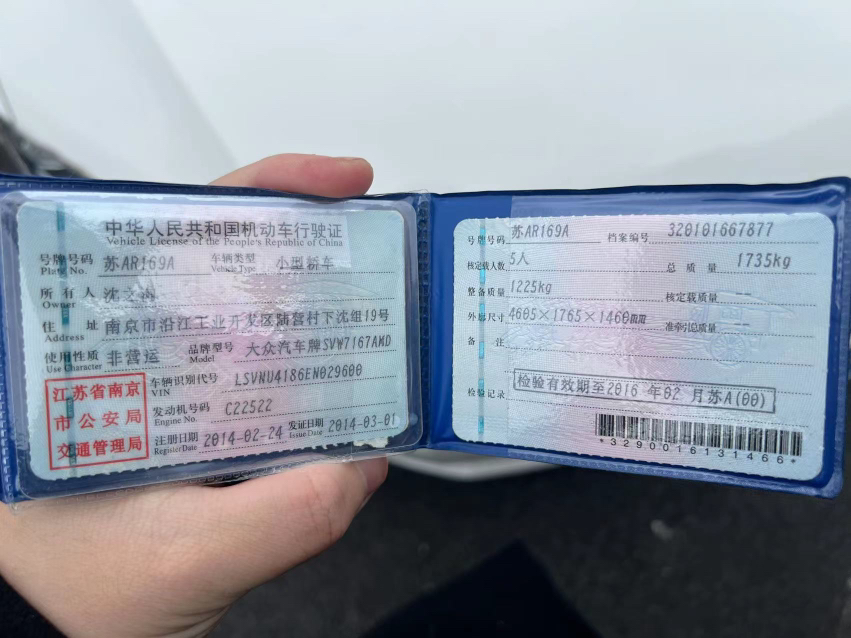 中华人民共和国机动车行驶证
Vehicle License of the People's Republic of China
号牌号码 苏AR169A 车辆类型 小型轿车
Plate No. Vehicle Type
所有人 沈
Owner
住 址 南京市沿江工业开发区 营村下沈组19号
Address
使用性质 非营运 品牌型号 大众汽车牌SVW7167AMD
Use Character Model
江苏省南京
市公安局
交通管理局
车辆识别代号 LSVNU4186EN029600
VIN
发动机号码 C22522
Engine No.
注册日期 2014-02-24 发证日期 2014-03-01
Register Date Issue Date
号牌号码 苏AR169A 档案编号 320101667877
核定载人数 5人 总 质 量 1735kg
整备质量 1225kg 核定载质量
外廓尺寸 4605×1765×1460 准牵引总质量
备 注
检验记录 检验有效期至2016 年02 月苏A(00)
*3290016131466*